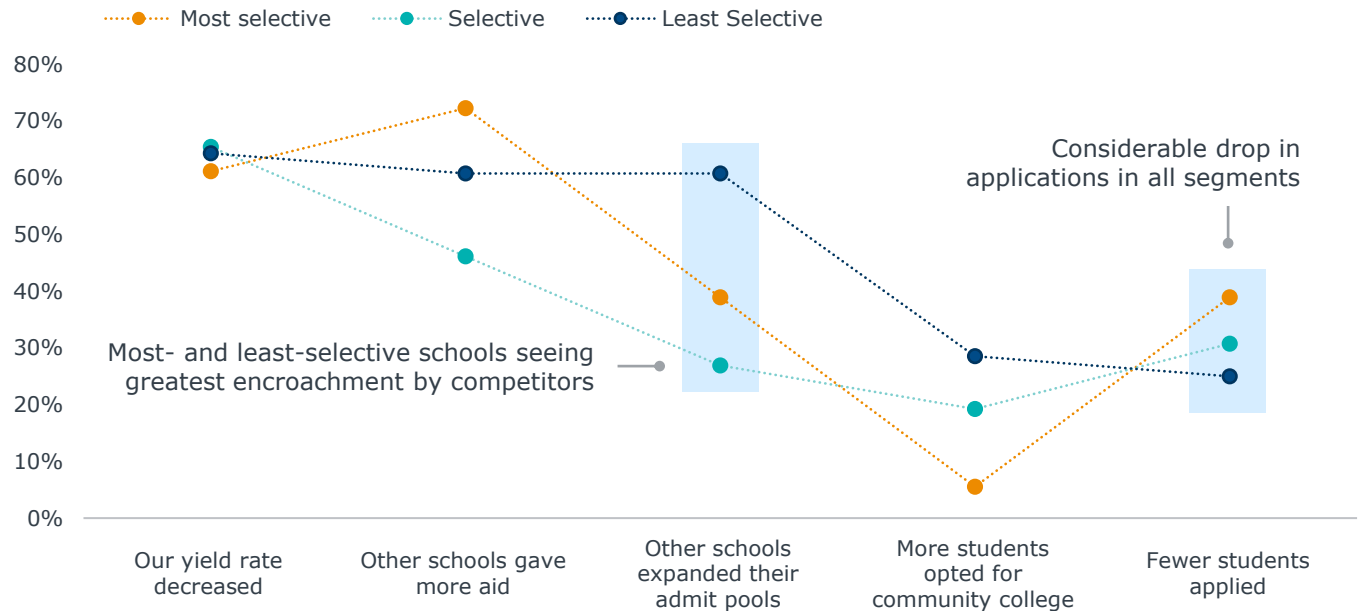 Most selective
Selective
Least Selective
80%
70%
60%
50%
40%
30%
20%
10%
0%
Considerable drop in
applications in all segments
Most- and least-selective schools seeing
greatest encroachment by competitors
Our yield rate
decreased
Other schools gave
more aid
Other schools
expanded their
admit pools
More students
opted for
community college
Fewer students
applied